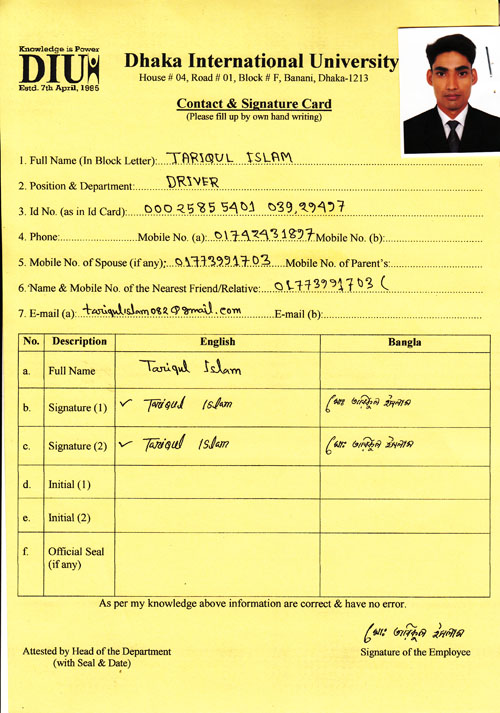 Knowledge is Power
DIU
Estd. 7th April, 1995
Dhaka International University
House # 04, Road # 01, Block # F, Banani, Dhaka-1213
Contact & Signature Card
(Please fill up by own hand writing)
1. Full Name (In Block Letter): TARIQUL ISLAM
2. Position & Department: DRIVER
3. Id No. (as in Id Card): 000 2585 5401 039,29497
4. Phone: Mobile No. (a): 01742431897 Mobile No. (b):
5. Mobile No. of Spouse (if any): 01773991703 Mobile No. of Parent's:
6. Name & Mobile No. of the Nearest Friend/Relative: 01773991703 (
7. E-mail (a): tariqulislam082@gmail.com E-mail (b):
No. Description English Bangla
a. Full Name Tariqul Islam
b. Signature (1) ✓ Tariqul Islam মোঃ তারিকুল ইসলাম
c. Signature (2) ✓ Tariqul Islam মোঃ তারিকুল ইসলাম
d. Initial (1)
e. Initial (2)
f. Official Seal
(if any)
As per my knowledge above information are correct & have no error.
মোঃ তারিকুল ইসলাম
Attested by Head of the Department Signature of the Employee
(with Seal & Date)